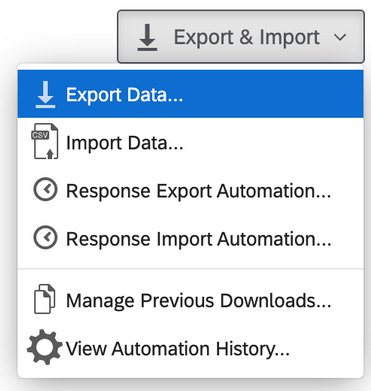 Export & Import
Export Data...
CSV
Import Data...
Response Export Automation...
Response Import Automation...
Manage Previous Downloads...
View Automation History...